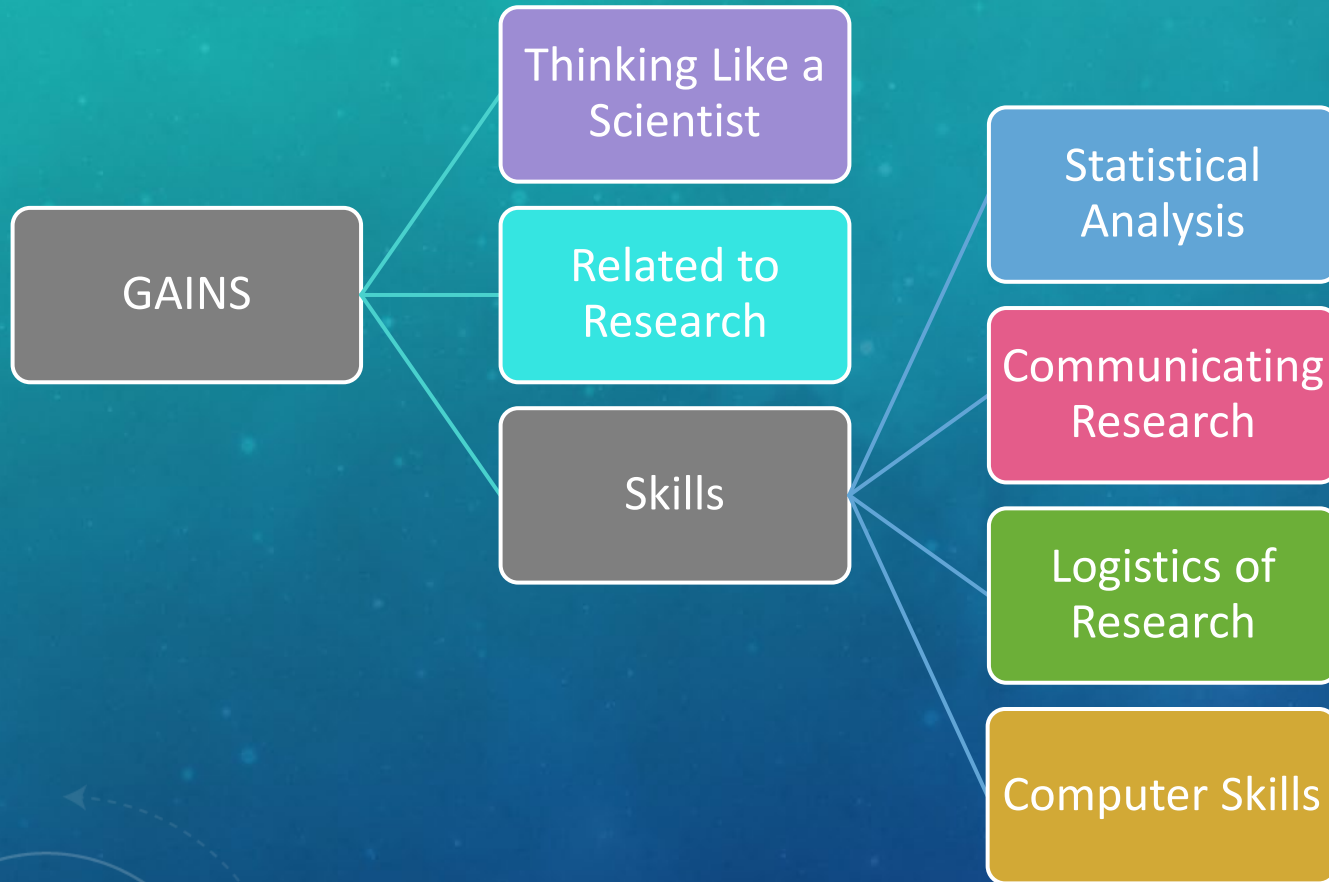 GAINS
Thinking Like a
Scientist
Related to
Research
Skills
Statistical
Analysis
Communicating
Research
Logistics of
Research
Computer Skills